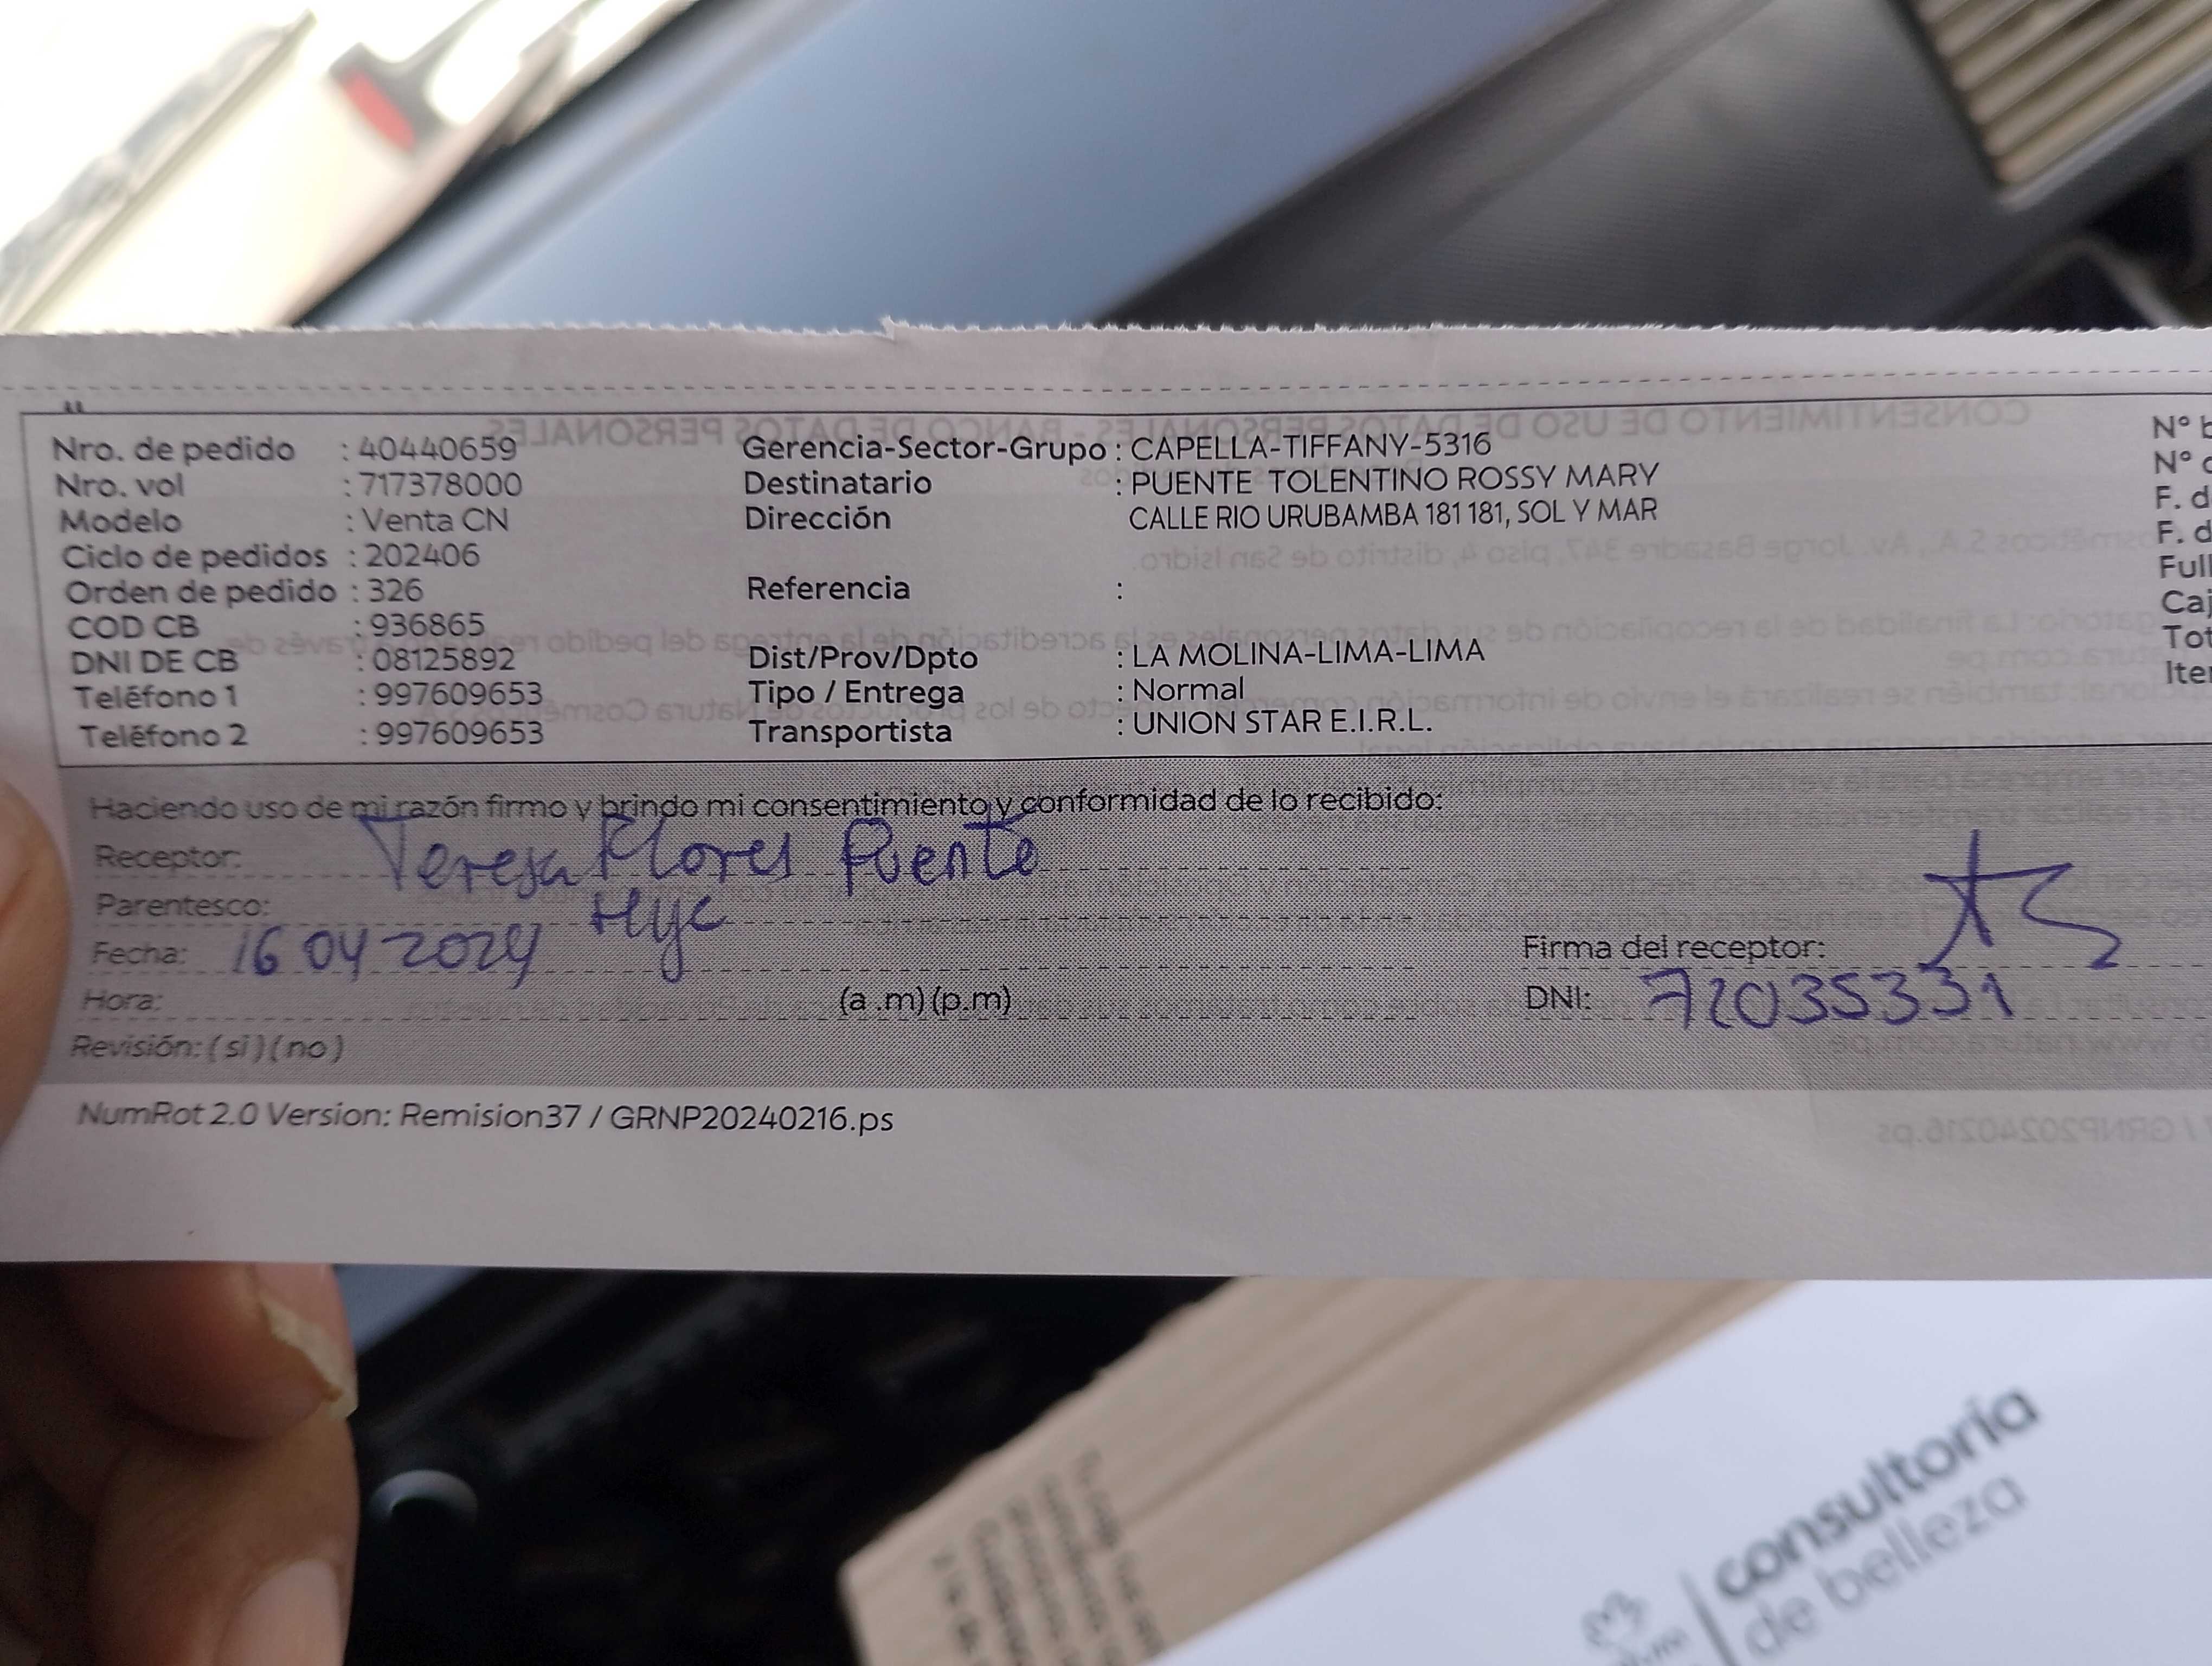 Nro. de pedido : 40440659
Nro. vol : 717378000
Modelo : Venta CN
Ciclo de pedidos : 202406
Orden de pedido : 326
COD CB : 936865
DNI DE CB : 08125892
Teléfono 1 : 997609653
Teléfono 2 : 997609653
Gerencia-Sector-Grupo : CAPELLA-TIFFANY-5316
Destinatario : PUENTE TOLENTINO ROSSY MARY
Dirección CALLE RIO URUBAMBA 181 181, SOL Y MAR
Referencia :
Dist/Prov/Dpto : LA MOLINA-LIMA-LIMA
Tipo / Entrega : Normal
Transportista : UNION STAR E.I.R.L.
N°
N°
F. d
F. d
Full
Caj
Tot
Iter
Haciendo uso de mi razón firmo y brindo mi consentimiento y conformidad de lo recibido:
Receptor: Teresa Flores Puente
Parentesco:
Fecha: 16 04 2024
Hora: (a .m) (p.m)
Revisión: ( si ) ( no )
Firma del receptor:
DNI: 72035331
NumRot 2.0 Version: Remision37 / GRNP20240216.ps
consultoría
de belleza